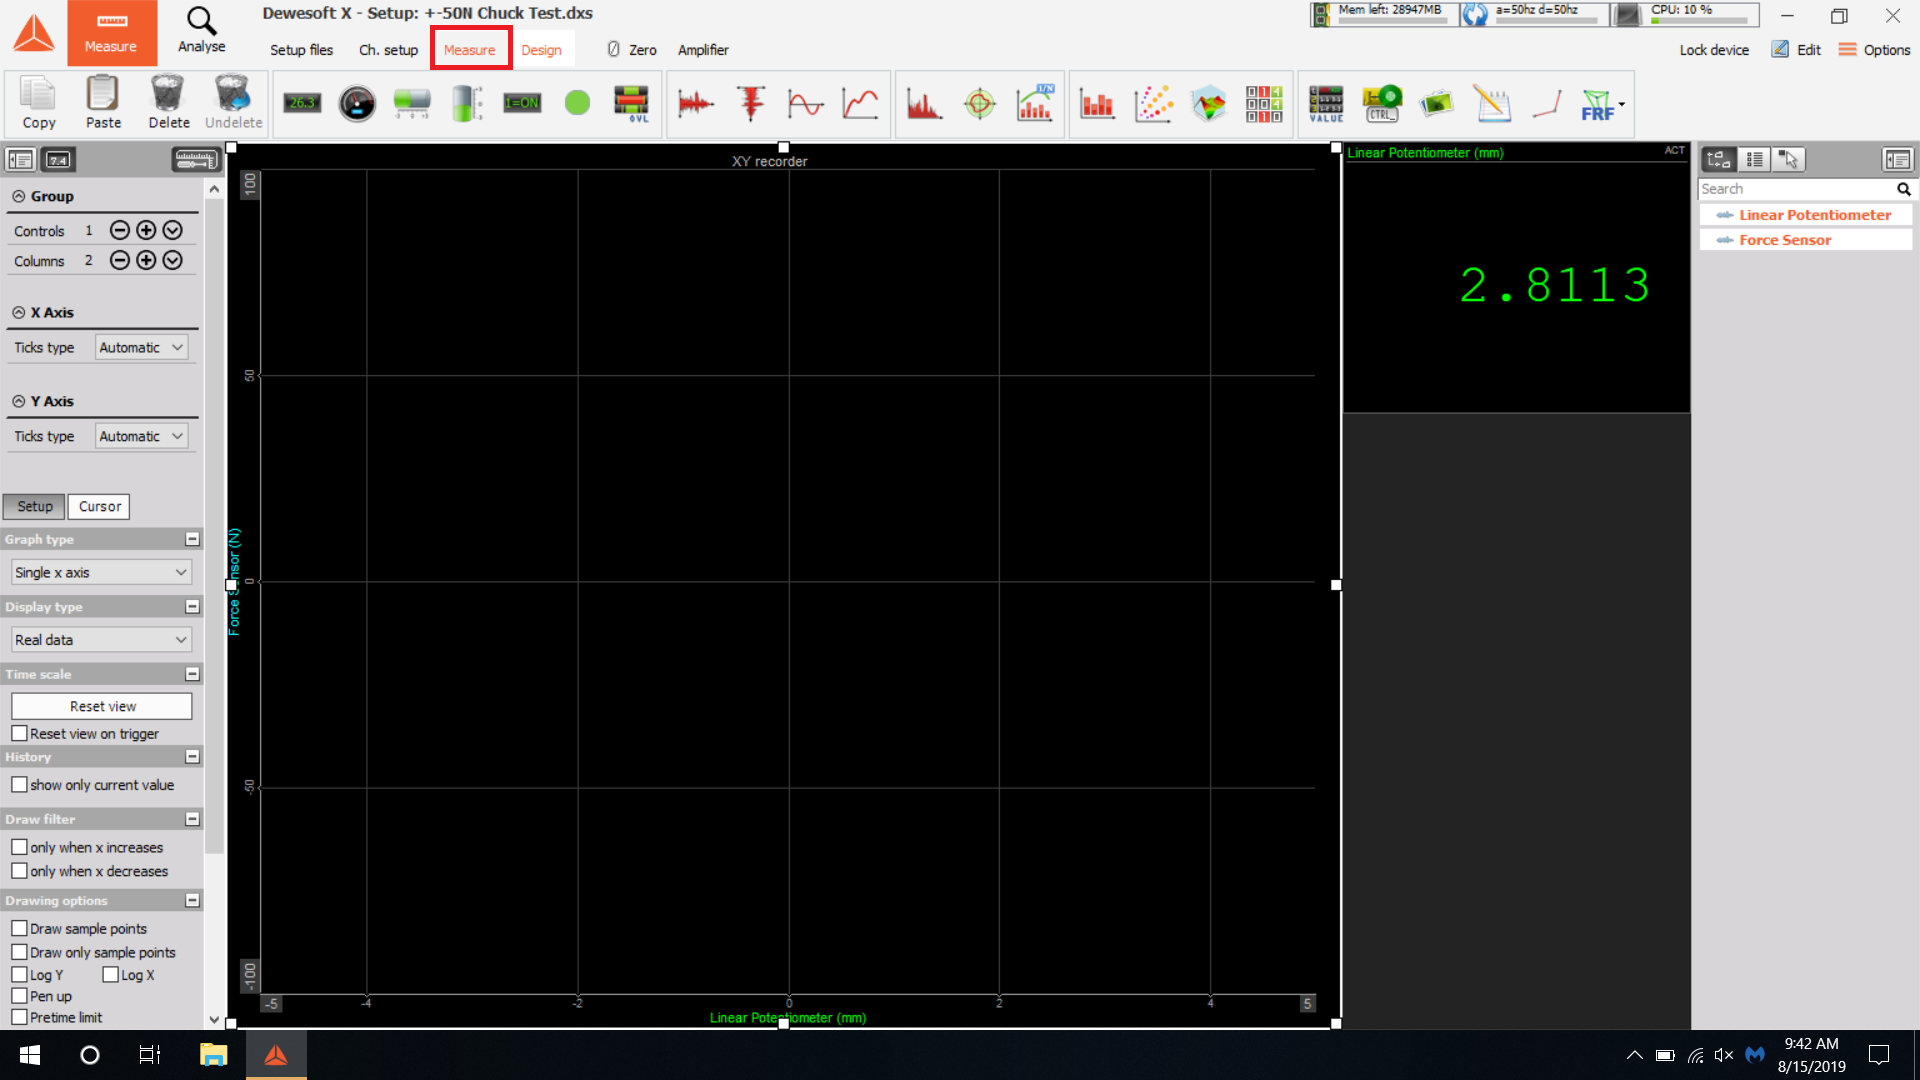 Dewesoft X - Setup: +-50N Chuck Test.dxs
Mem left: 28947MB
a=50hz d=50hz
CPU: 10 %
Measure
Analyse
Setup files
Ch. setup
Measure
Design
Zero
Amplifier
Lock device
Edit
Options
Copy
Paste
Delete
Undelete
26.3
1=ON
OVL
1/N
VALUE
CTRL_
FRF
7.4
Group
Controls 1
Columns 2
X Axis
Ticks type Automatic
Y Axis
Ticks type Automatic
Setup Cursor
Graph type
Single x axis
Display type
Real data
Time scale
Reset view
Reset view on trigger
History
show only current value
Draw filter
only when x increases
only when x decreases
Drawing options
Draw sample points
Draw only sample points
Log Y Log X
Pen up
Pretime limit
XY recorder
100
50
0
-50
-100
-5 -4 -2 0 2 4 5
Linear Potentiometer (mm)
Linear Potentiometer (mm)
ACT
2.8113
Search
Linear Potentiometer
Force Sensor
9:42 AM
8/15/2019